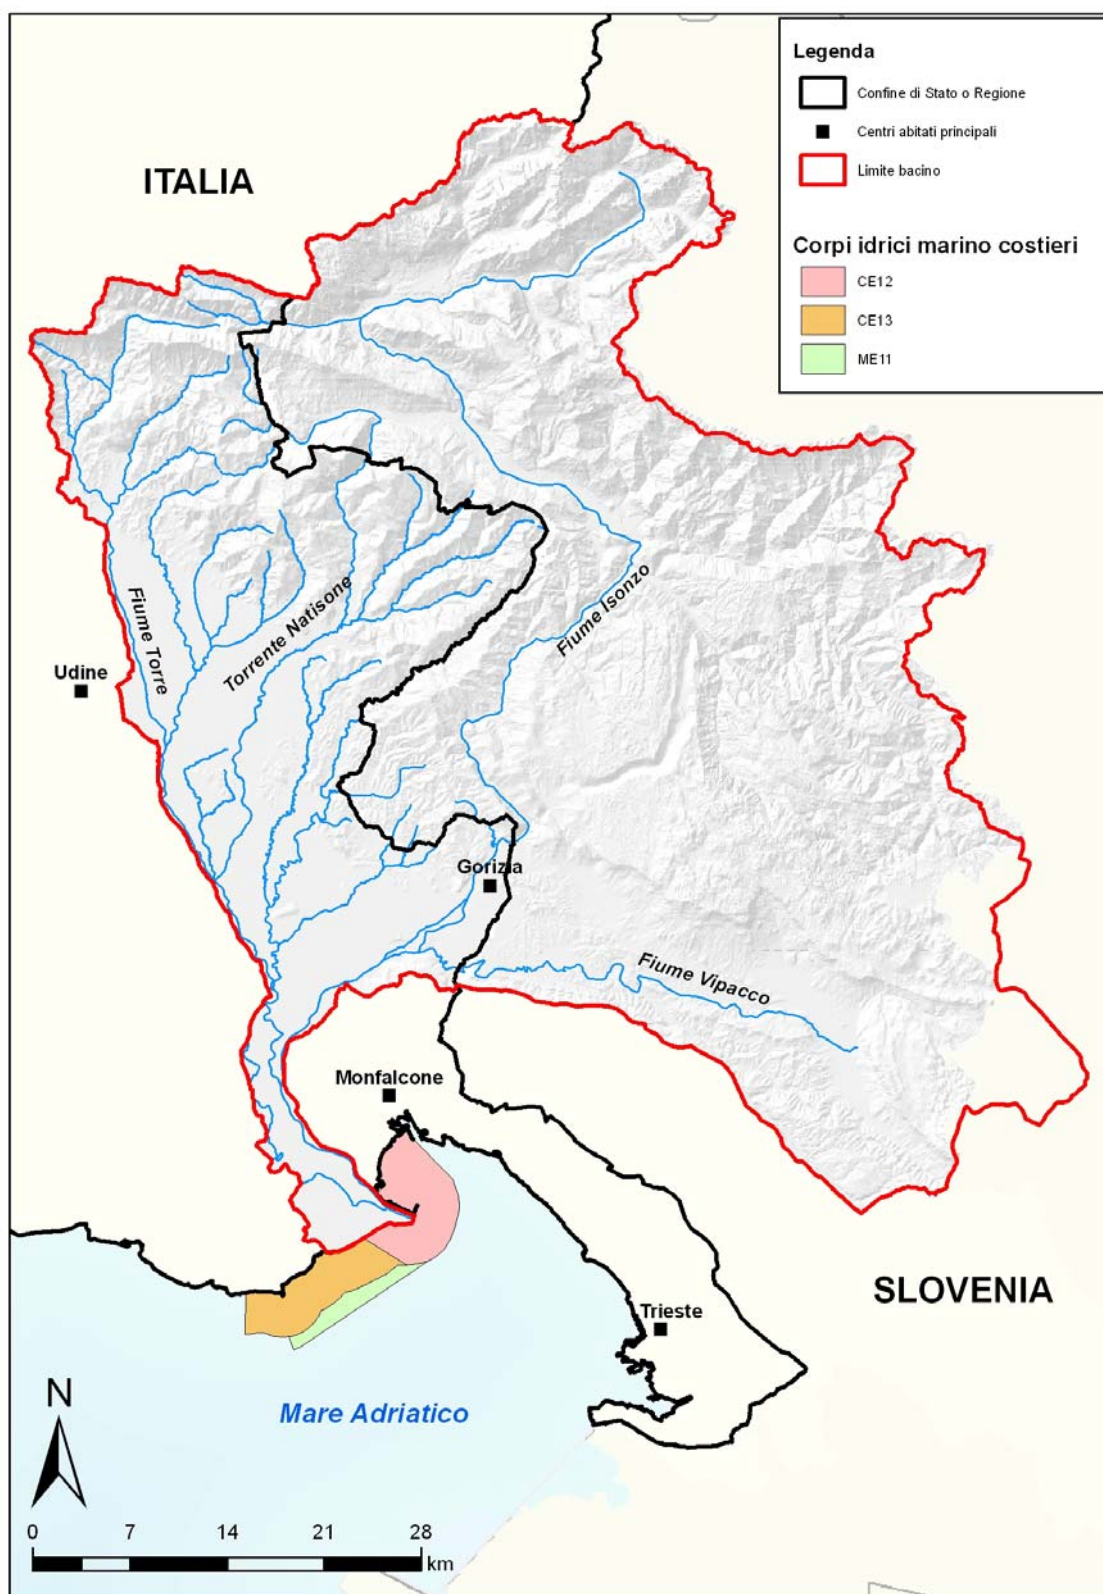 Legenda
Confine di Stato o Regione
Centri abitati principali
Limite bacino
Corpi idrici marino costieri
CE12
CE13
ME11
ITALIA
Fiume Torre
Torrente Natisone
Fiume Isonzo
Udine
Gorizia
Fiume Vipacco
Monfalcone
SLOVENIA
Trieste
Mare Adriatico
N
0 7 14 21 28
km